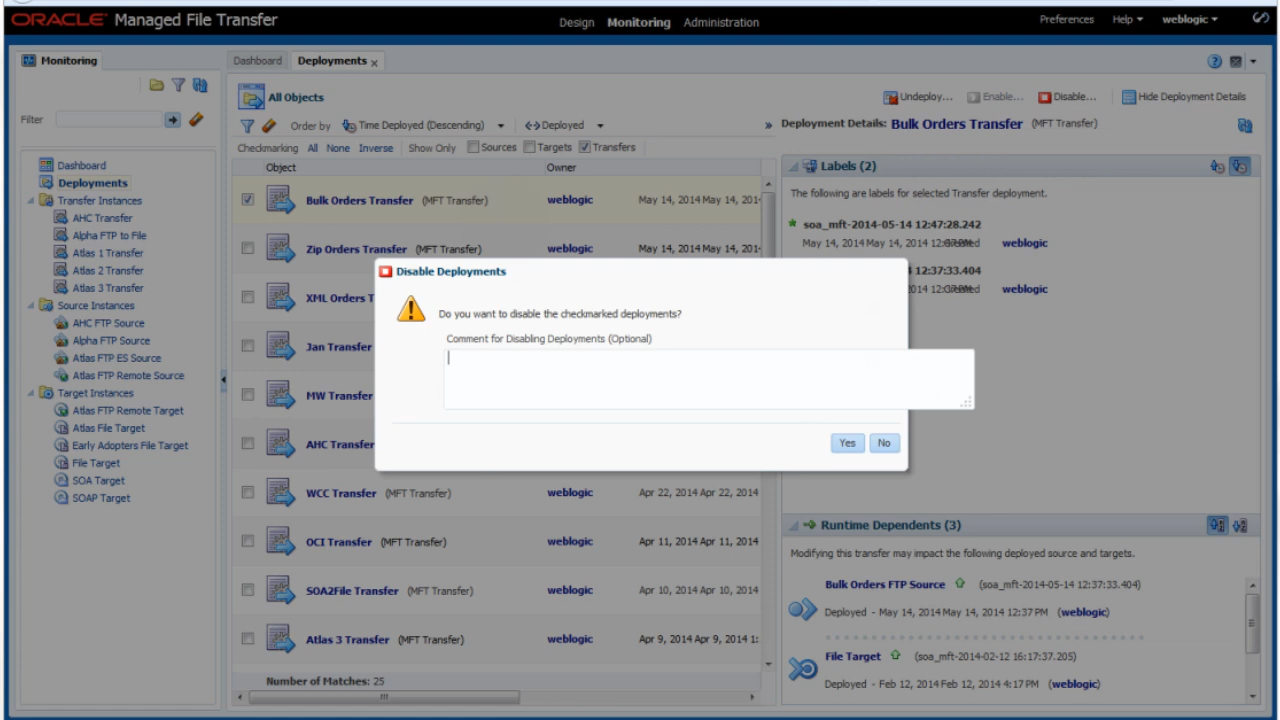 ORACLE Managed File Transfer
Design Monitoring Administration
Preferences Help weblogic
Monitoring
Filter
Dashboard
Deployments
Transfer Instances
AHC Transfer
Alpha FTP to File
Atlas 1 Transfer
Atlas 2 Transfer
Atlas 3 Transfer
Source Instances
AHC FTP Source
Alpha FTP Source
Atlas FTP ES Source
Atlas FTP Remote Source
Target Instances
Atlas FTP Remote Target
Atlas File Target
Early Adopters File Target
File Target
SOA Target
SOAP Target
Dashboard Deployments x
All Objects
Undeploy... Enable... Disable... Hide Deployment Details
Order by Time Deployed (Descending) Deployed »
Checkmarking All None Inverse Show Only Sources Targets Transfers
Object Owner
Bulk Orders Transfer (MFT Transfer) weblogic May 14, 2014 May 14, 201
Zip Orders Transfer (MFT Transfer) weblogic May 14, 2014 May 14, 201
XML Orders T
Jan Transfer
MW Transfer
AHC Transfer
WCC Transfer (MFT Transfer) weblogic Apr 22, 2014 Apr 22, 2014
OCI Transfer (MFT Transfer) weblogic Apr 11, 2014 Apr 11, 2014
SOA2File Transfer (MFT Transfer) weblogic Apr 10, 2014 Apr 10, 2014
Atlas 3 Transfer (MFT Transfer) weblogic Apr 9, 2014 Apr 9, 2014 1:
Number of Matches: 25
Disable Deployments
Do you want to disable the checkmarked deployments?
Comment for Disabling Deployments (Optional)
Yes No
Deployment Details: Bulk Orders Transfer (MFT Transfer)
Labels (2)
The following are labels for selected Transfer deployment.
* soa_mft-2014-05-14 12:47:28.242
May 14, 2014 May 14, 2014 weblogic
12:37:33.404
weblogic
Runtime Dependents (3)
Modifying this transfer may impact the following deployed source and targets.
Bulk Orders FTP Source (soa_mft-2014-05-14 12:37:33.404)
Deployed - May 14, 2014 May 14, 2014 12:37 PM (weblogic)
File Target (soa_mft-2014-02-12 16:17:37.205)
Deployed - Feb 12, 2014 Feb 12, 2014 4:17 PM (weblogic)